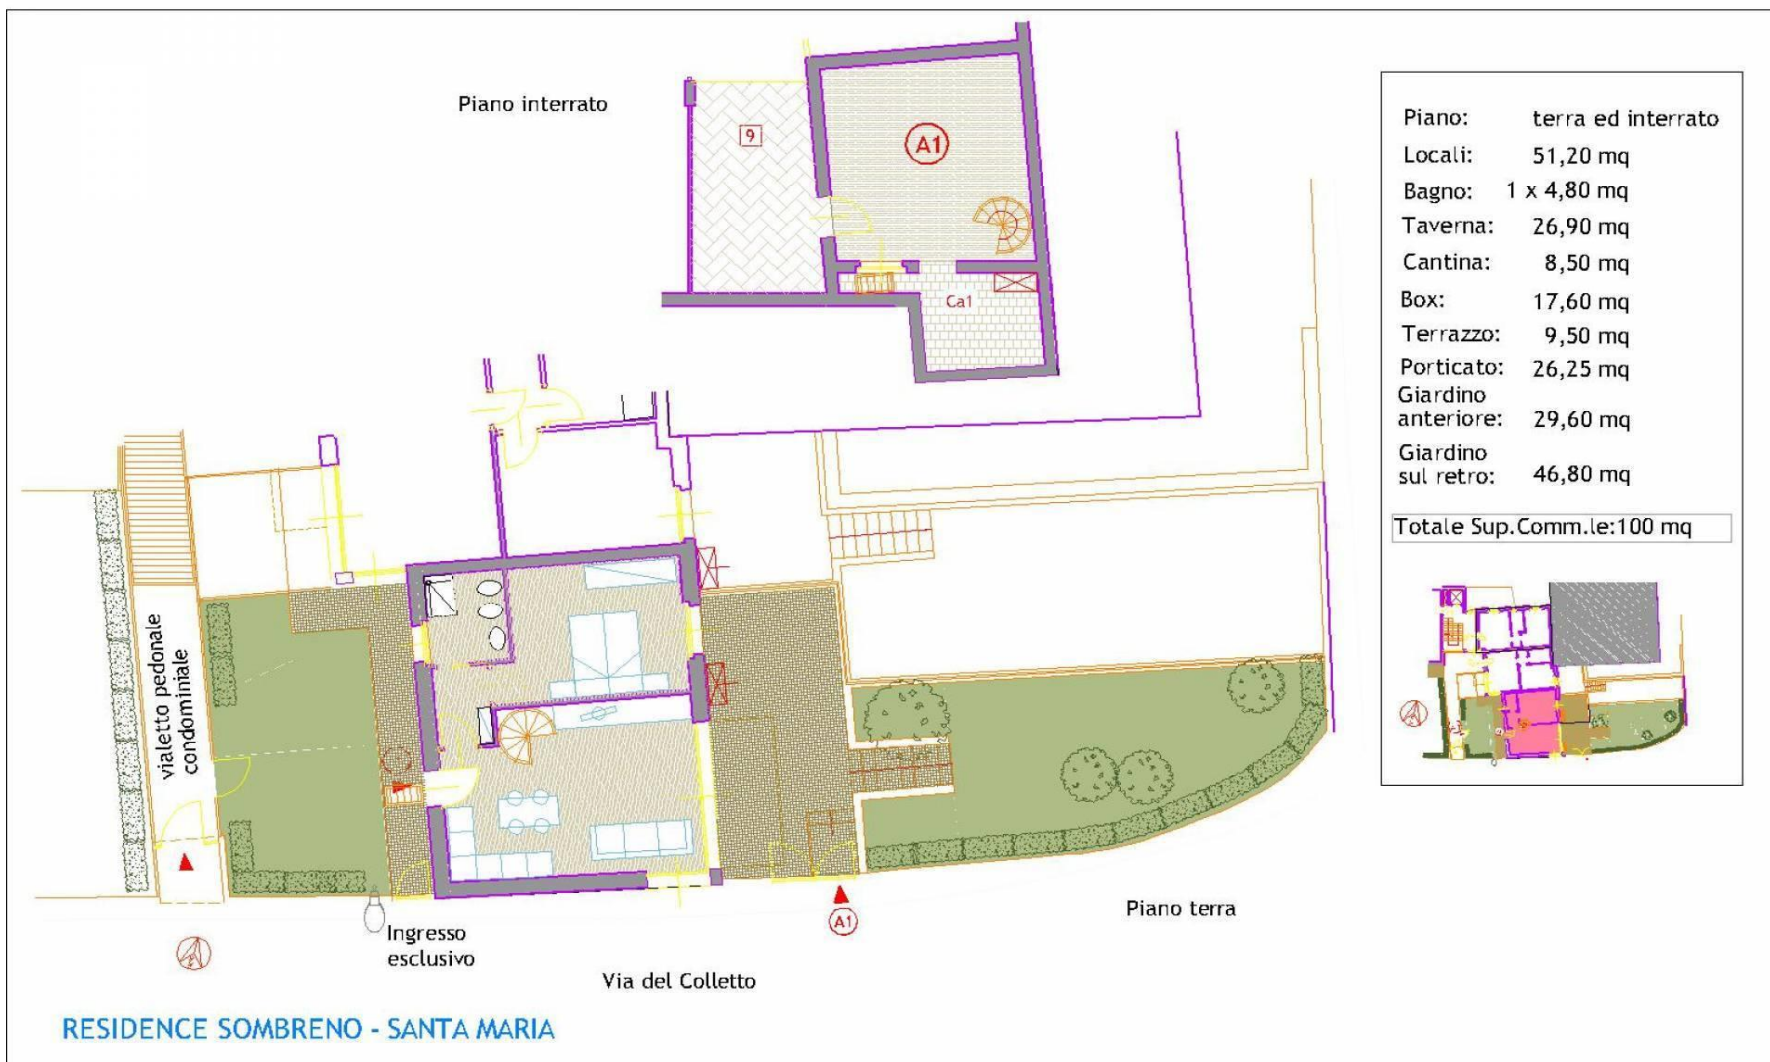 Piano interrato
9
A1
Ca1
Piano: terra ed interrato
Locali: 51,20 mq
Bagno: 1 x 4,80 mq
Taverna: 26,90 mq
Cantina: 8,50 mq
Box: 17,60 mq
Terrazzo: 9,50 mq
Porticato: 26,25 mq
Giardino
anteriore: 29,60 mq
Giardino
sul retro: 46,80 mq
Totale Sup.Comm.le:100 mq
vialetto pedonale
condominiale
Ingresso
esclusivo
A1
Piano terra
Via del Colletto
RESIDENCE SOMBRENO - SANTA MARIA